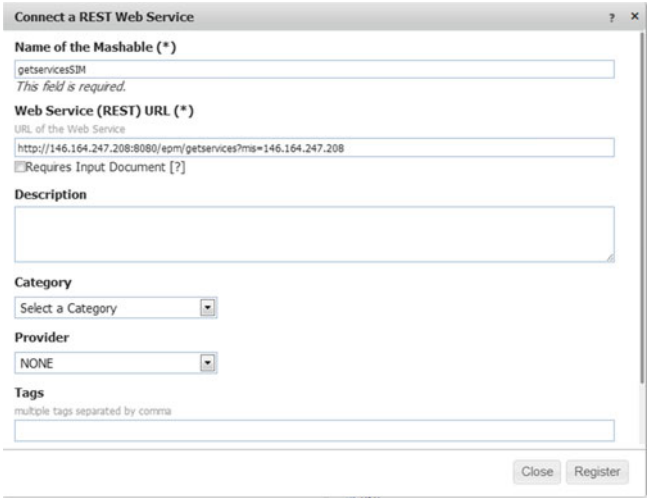 Connect a REST Web Service ? ×
Name of the Mashable (*)
getservicesSIM
This field is required.
Web Service (REST) URL (*)
URL of the Web Service
http://146.164.247.208:8080/epm/getservices?mis=146.164.247.208
Requires Input Document [?]
Description
Category
Select a Category
Provider
NONE
Tags
multiple tags separated by comma
Close Register